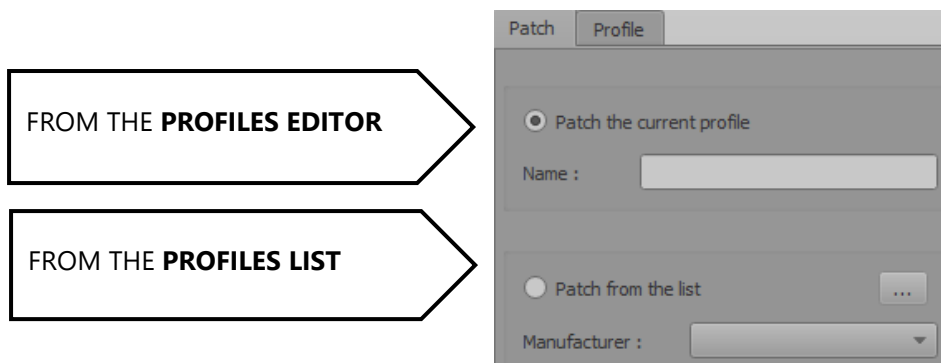 Patch Profile
FROM THE PROFILES EDITOR
Patch the current profile
Name :
FROM THE PROFILES LIST
Patch from the list ...
Manufacturer :